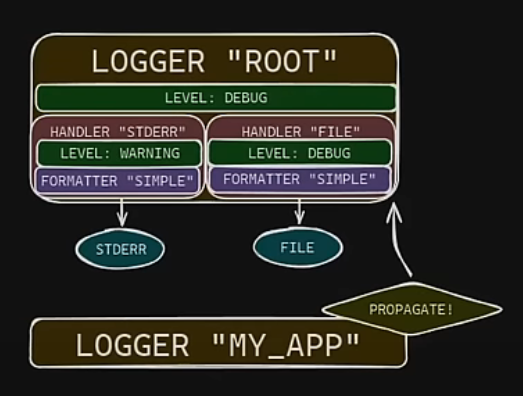 LOGGER "ROOT"
LEVEL: DEBUG
HANDLER "STDERR"
LEVEL: WARNING
FORMATTER "SIMPLE"
HANDLER "FILE"
LEVEL: DEBUG
FORMATTER "SIMPLE"
STDERR
FILE
PROPAGATE!
LOGGER "MY_APP"